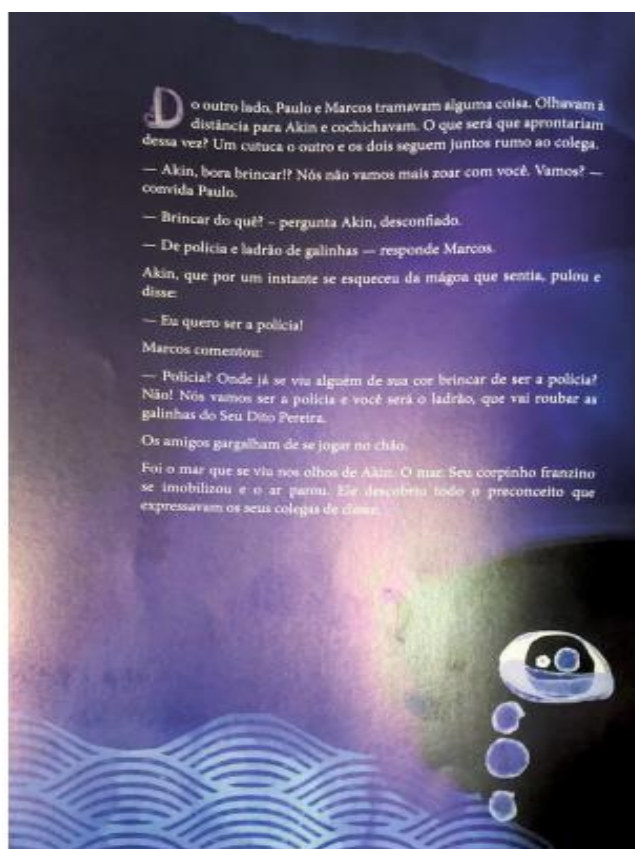 Do outro lado, Paulo e Marcos tramavam alguma coisa. Olhavam à
distância para Akin e cochichavam. O que será que aprontariam
dessa vez? Um cutuca o outro e os dois seguem juntos rumo ao colega.
— Akin, bora brincar!? Nós não vamos mais zoar com você. Vamos? —
convida Paulo.
— Brincar do quê? – pergunta Akin, desconfiado.
— De polícia e ladrão de galinhas — responde Marcos.
Akin, que por um instante se esqueceu da mágoa que sentia, pulou e
disse:
— Eu quero ser a polícia!
Marcos comentou:
— Polícia? Onde já se viu alguém de sua cor brincar de ser a polícia?
Não! Nós vamos ser a polícia e você será o ladrão, que vai roubar as
galinhas do Seu Dito Pereira.
Os amigos gargalham de se jogar no chão.
Foi o mar que se viu nos olhos de Akin. O mar. Seu corpinho franzino
se imobilizou e o ar parou. Ele descobriu todo o preconceito que
expressavam os seus colegas de classe.